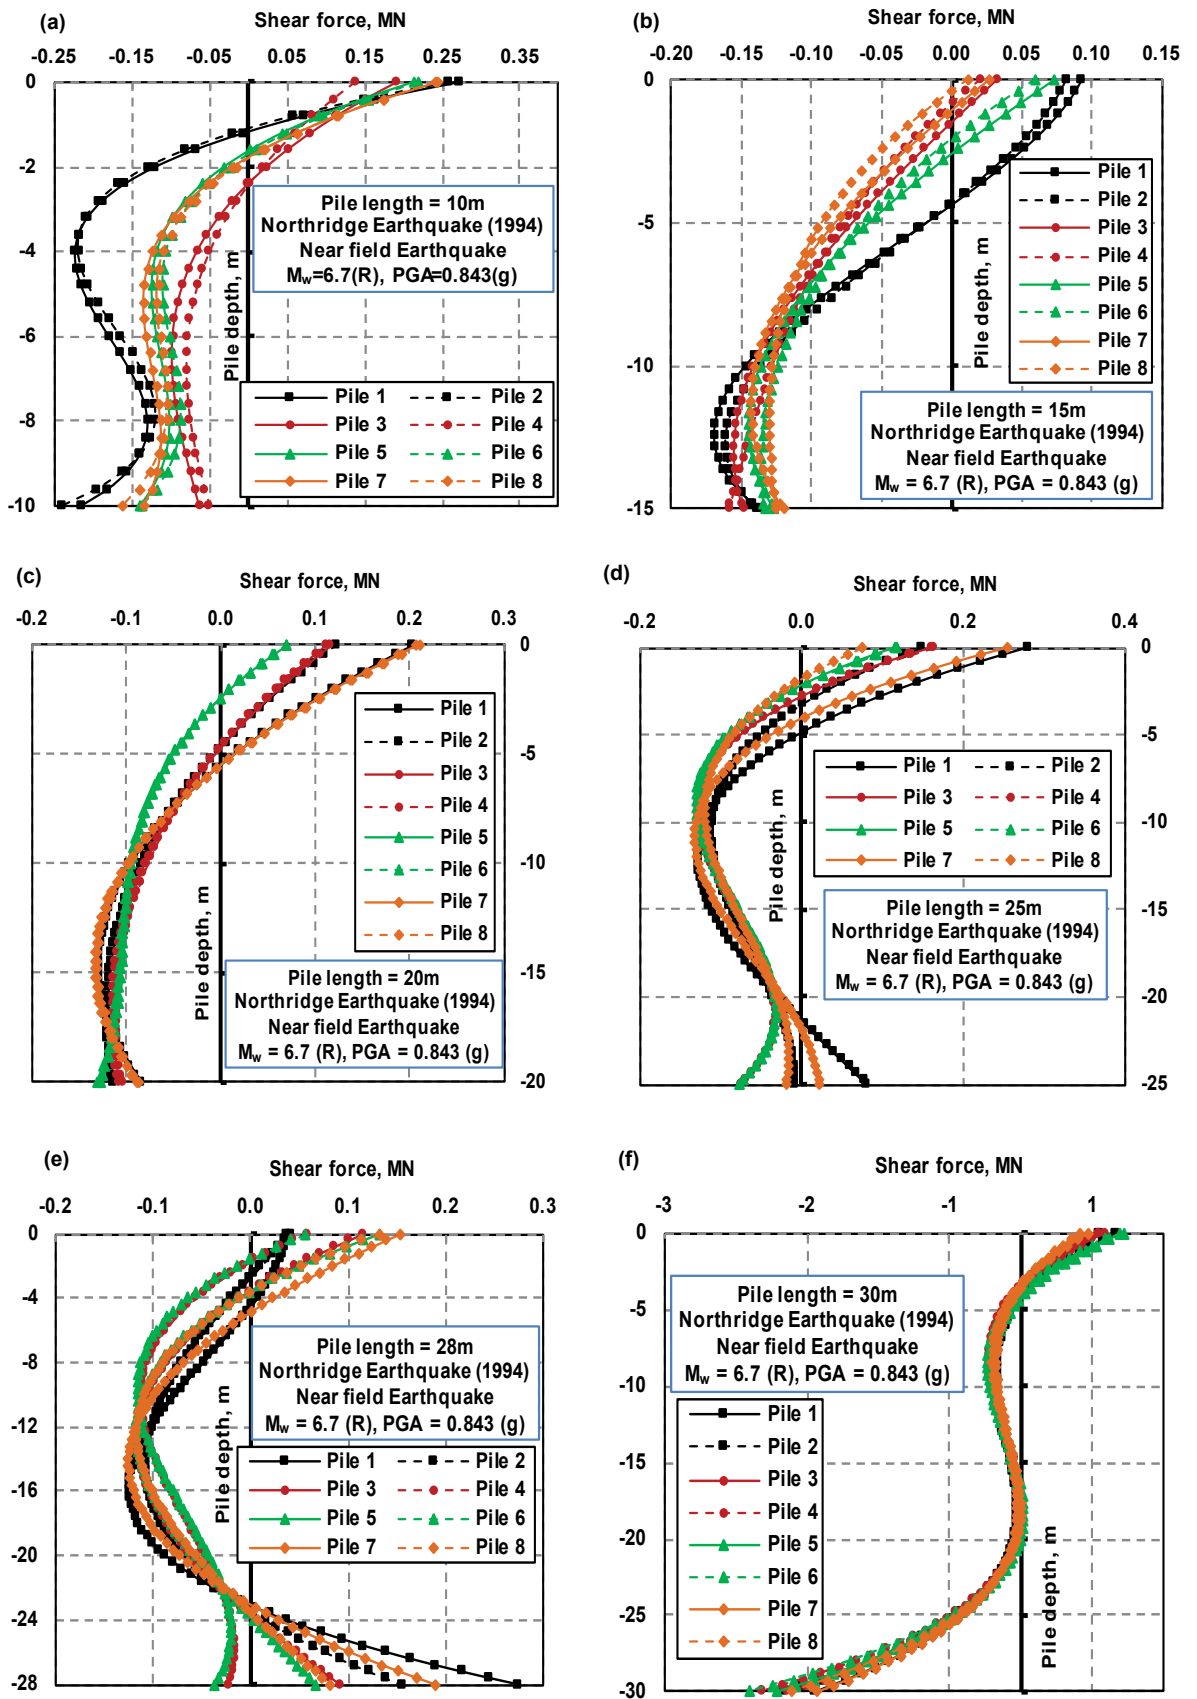 (a)
Shear force, MN
-0.25 -0.15 -0.05 0.05 0.15 0.25
0
-2
-4
-6
-8
-10
Pile depth, m
Pile length = 10m
Northridge Earthquake (1994)
Near field Earthquake
Mw=6.7(R), PGA=0.843(g)
Pile 1 Pile 2
Pile 3 Pile 4
Pile 5 Pile 6
Pile 7 Pile 8
(b)
Shear force, MN
-0.20 -0.15 -0.10 -0.05 0.00 0.05 0.10 0.15
0
-5
-10
-15
Pile depth, m
Pile 1
Pile 2
Pile 3
Pile 4
Pile 5
Pile 6
Pile 7
Pile 8
Pile length = 15m
Northridge Earthquake (1994)
Near field Earthquake
Mw = 6.7 (R), PGA = 0.843 (g)
(c)
Shear force, MN
-0.2 -0.1 0.0 0.1 0.2 0.3
0
-5
-10
-15
-20
Pile depth, m
Pile 1
Pile 2
Pile 3
Pile 4
Pile 5
Pile 6
Pile 7
Pile 8
Pile length = 20m
Northridge Earthquake (1994)
Near field Earthquake
Mw = 6.7 (R), PGA = 0.843 (g)
(d)
Shear force, MN
-0.2 0.0 0.2 0.4
0
-5
-10
-15
-20
-25
Pile depth, m
Pile 1 Pile 2
Pile 3 Pile 4
Pile 5 Pile 6
Pile 7 Pile 8
Pile length = 25m
Northridge Earthquake (1994)
Near field Earthquake
Mw = 6.7 (R), PGA = 0.843 (g)
(e)
Shear force, MN
-0.2 -0.1 0.0 0.1 0.2 0.3
0
-4
-8
-12
-16
-20
-24
-28
Pile depth, m
Pile length = 28m
Northridge Earthquake (1994)
Near field Earthquake
Mw = 6.7 (R), PGA = 0.843 (g)
Pile 1 Pile 2
Pile 3 Pile 4
Pile 5 Pile 6
Pile 7 Pile 8
(f)
Shear force, MN
-3 -2 -1 1
0
-5
-10
-15
-20
-25
-30
Pile length = 30m
Northridge Earthquake (1994)
Near field Earthquake
Mw = 6.7 (R), PGA = 0.843 (g)
Pile 1
Pile 2
Pile 3
Pile 4
Pile 5
Pile 6
Pile 7
Pile 8
Pile depth, m